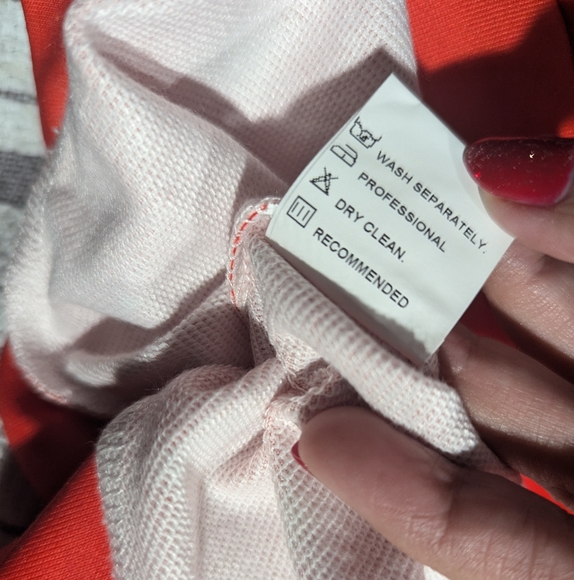 WASH SEPARATELY.
PROFESSIONAL
DRY CLEAN.
RECOMMENDED